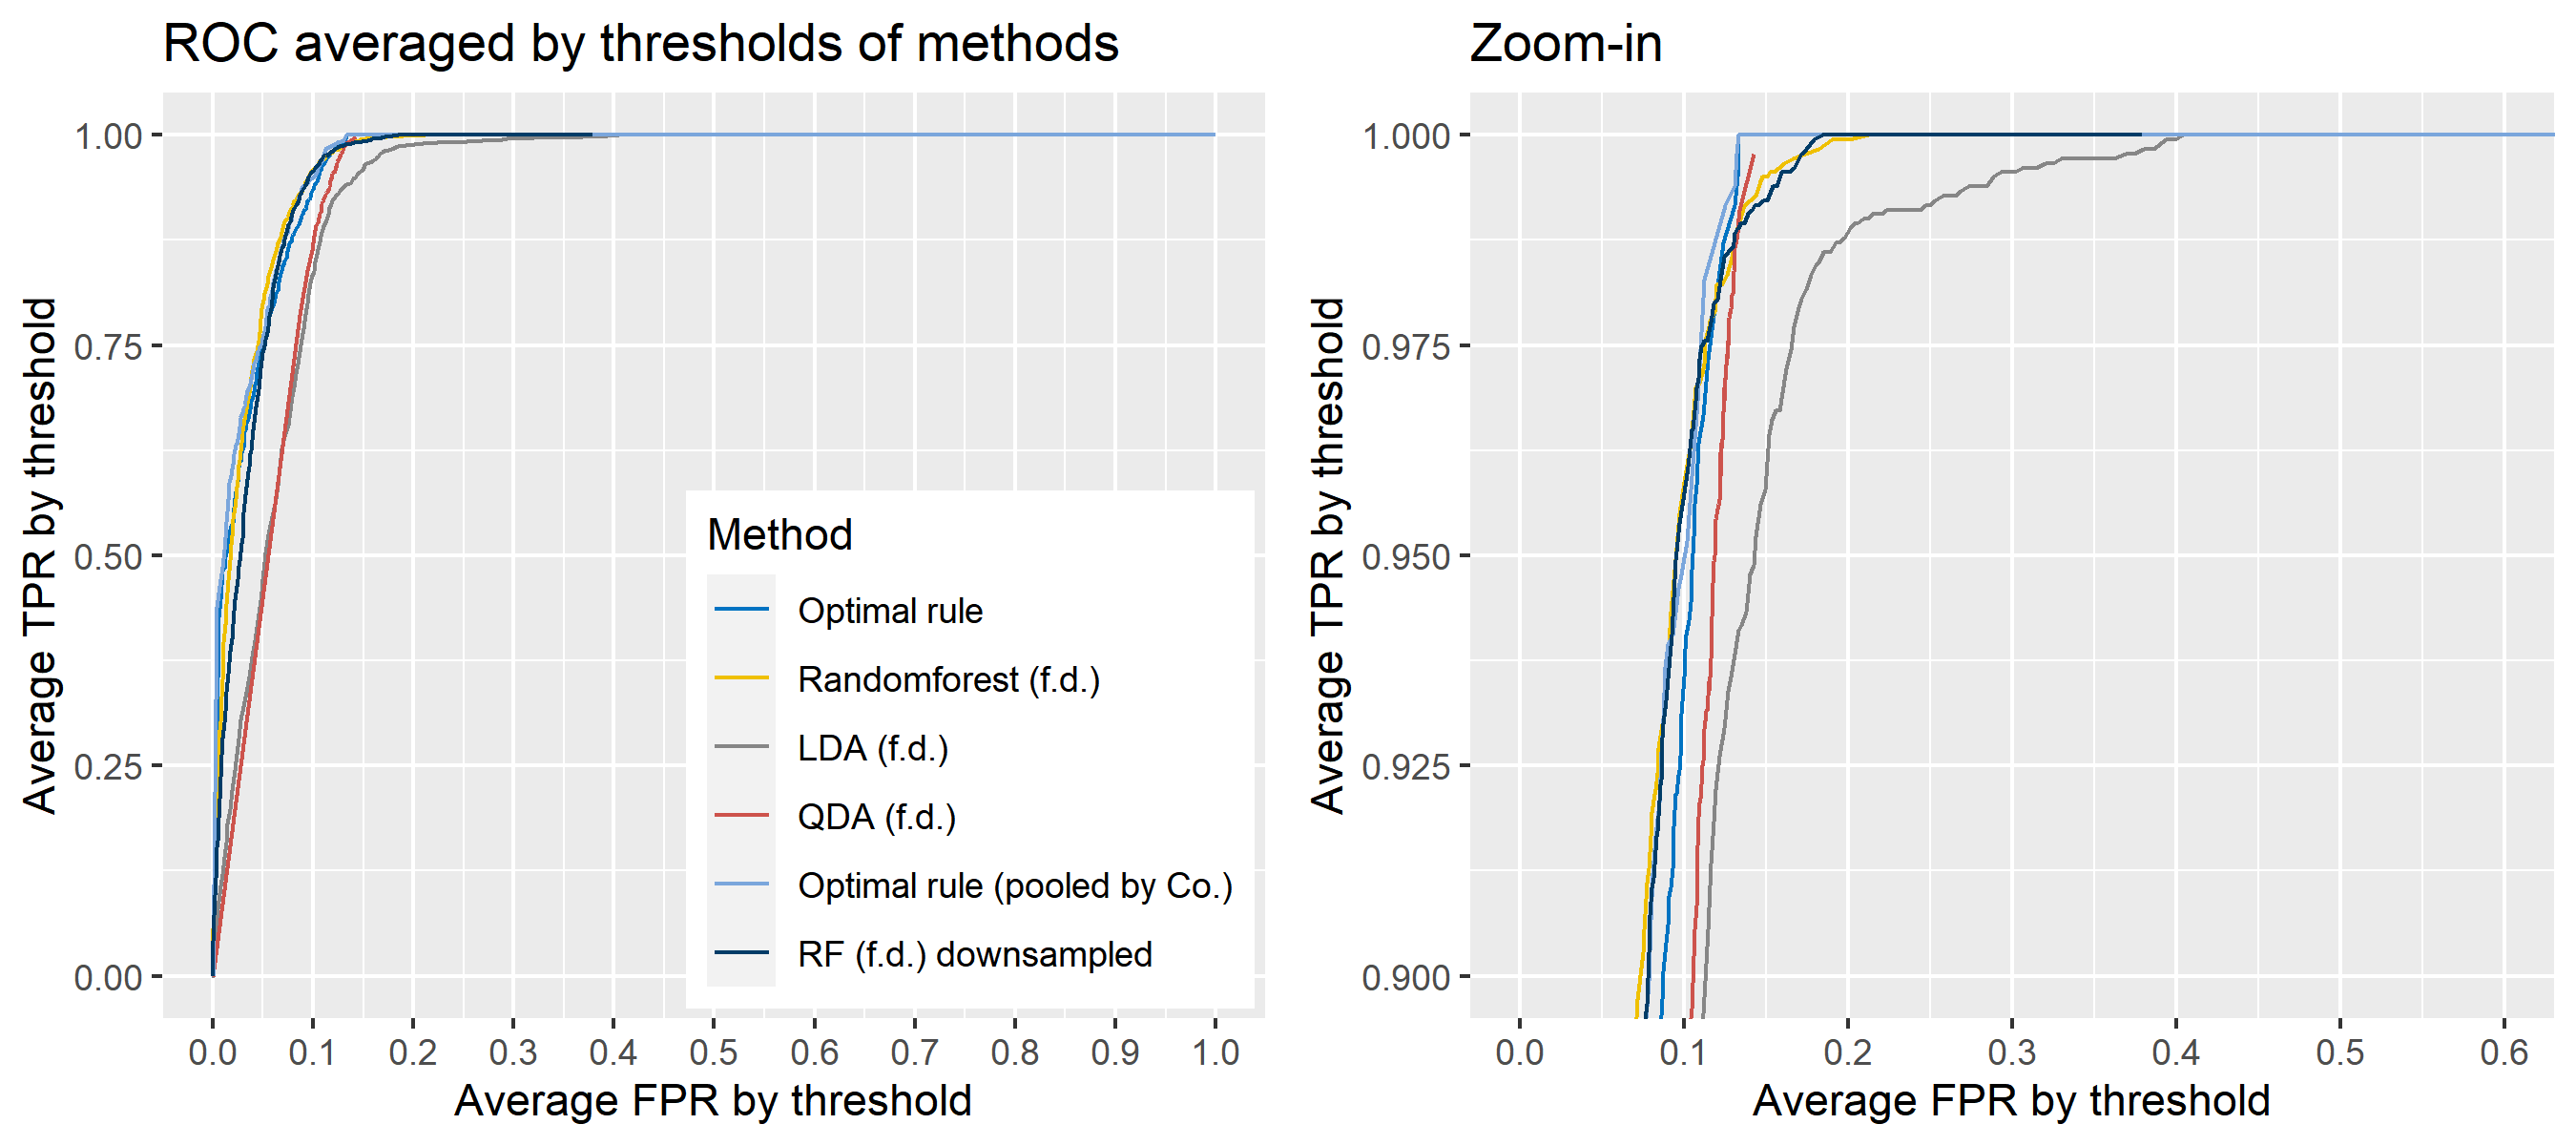 ROC averaged by thresholds of methods
Average TPR by threshold
1.00
0.75
0.50
0.25
0.00
Method
Optimal rule
Randomforest (f.d.)
LDA (f.d.)
QDA (f.d.)
Optimal rule (pooled by Co.)
RF (f.d.) downsampled
0.0 0.1 0.2 0.3 0.4 0.5 0.6 0.7 0.8 0.9 1.0
Average FPR by threshold
Zoom-in
Average TPR by threshold
1.000
0.975
0.950
0.925
0.900
0.0 0.1 0.2 0.3 0.4 0.5 0.6
Average FPR by threshold